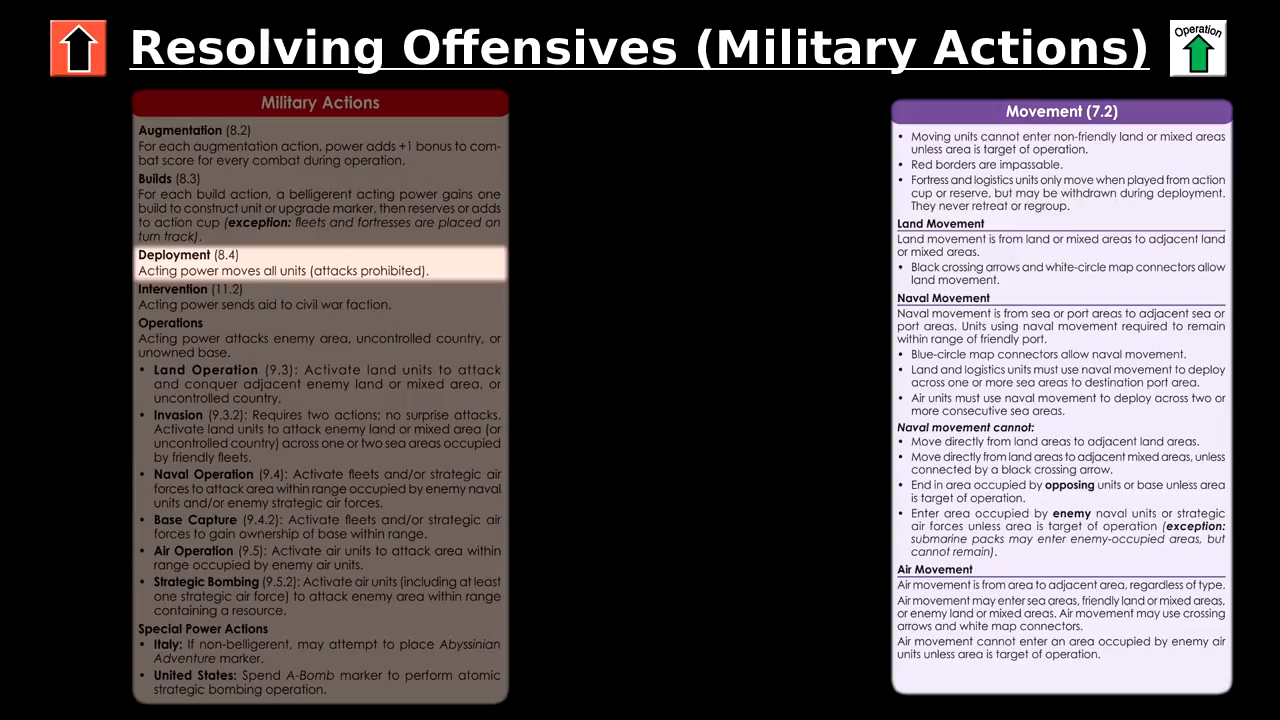 Resolving Offensives (Military Actions)
Operation
Military Actions
Augmentation (8.2)
For each augmentation action, power adds +1 bonus to com-
bat score for every combat during operation.
Builds (8.3)
For each build action, a belligerent acting power gains one
build to construct unit or upgrade marker, then reserves or adds
to action cup (exception: fleets and fortresses are placed on
turn track).
Deployment (8.4)
Acting power moves all units (attacks prohibited).
Intervention (11.2)
Acting power sends aid to civil war faction.
Operations
Acting power attacks enemy area, uncontrolled country, or
unowned base.
• Land Operation (9.3): Activate land units to attack
and conquer adjacent enemy land or mixed area, or
uncontrolled country.
• Invasion (9.3.2): Requires two actions; no surprise attacks.
Activate land units to attack enemy land or mixed area (or
uncontrolled country) across one or two sea areas occupied
by friendly fleets.
• Naval Operation (9.4): Activate fleets and/or strategic air
forces to attack area within range occupied by enemy naval
units and/or enemy strategic air forces.
• Base Capture (9.4.2): Activate fleets and/or strategic air
forces to gain ownership of base within range.
• Air Operation (9.5): Activate air units to attack area within
range occupied by enemy air units.
• Strategic Bombing (9.5.2): Activate air units (including at least
one strategic air force) to attack enemy area within range
containing a resource.
Special Power Actions
• Italy: If non-belligerent, may attempt to place Abyssinian
Adventure marker.
• United States: Spend A-Bomb marker to perform atomic
strategic bombing operation.
Movement (7.2)
• Moving units cannot enter non-friendly land or mixed areas
unless area is target of operation.
• Red borders are impassable.
• Fortress and logistics units only move when played from action
cup or reserve, but may be withdrawn during deployment.
They never retreat or regroup.
Land Movement
Land movement is from land or mixed areas to adjacent land
or mixed areas.
• Black crossing arrows and white-circle map connectors allow
land movement.
Naval Movement
Naval movement is from sea or port areas to adjacent sea or
port areas. Units using naval movement required to remain
within range of friendly port.
• Blue-circle map connectors allow naval movement.
• Land and logistics units must use naval movement to deploy
across one or more sea areas to destination port area.
• Air units must use naval movement to deploy across two or
more consecutive sea areas.
Naval movement cannot:
• Move directly from land areas to adjacent land areas.
• Move directly from land areas to adjacent mixed areas, unless
connected by a black crossing arrow.
• End in area occupied by opposing units or base unless area
is target of operation.
• Enter area occupied by enemy naval units or strategic
air forces unless area is target of operation (exception:
submarine packs may enter enemy-occupied areas, but
cannot remain).
Air Movement
Air movement is from area to adjacent area, regardless of type.
Air movement may enter sea areas, friendly land or mixed areas,
or enemy land or mixed areas. Air movement may use crossing
arrows and white map connectors.
Air movement cannot enter an area occupied by enemy air
units unless area is target of operation.